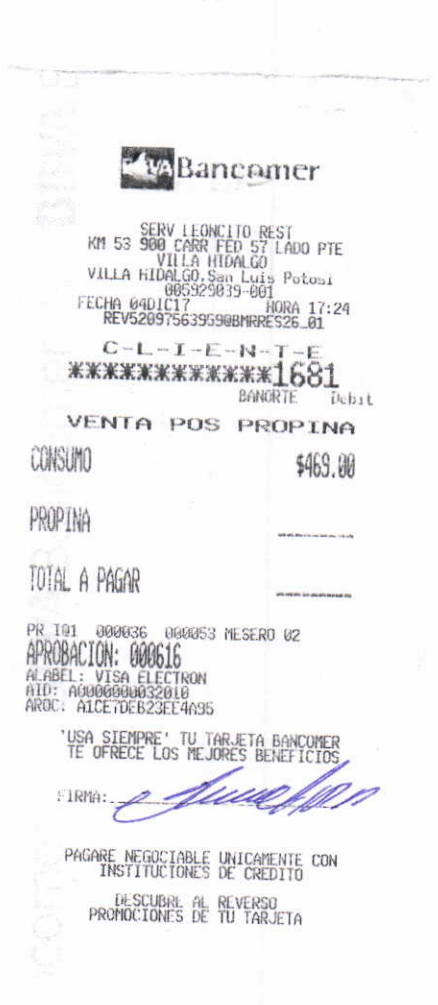 BBVA Bancomer
SERV LEONCITO REST
KM 53 900 CARR FED 57 LADO PTE
VILLA HIDALGO
VILLA HIDALGO,San Luis Potosi
005929039-001
FECHA 04DIC17 HORA 17:24
C-L-I-E-N-T-E
************1681
BANORTE Debit
VENTA POS PROPINA
CONSUMO $469.00
PROPINA
TOTAL A PAGAR
000036 000053 MESERO 02
APROBACION: 000616
ALABEL: VISA ELECTRON
AID: A0000000032010
ARQC: A1CE7DEB23EE4A95
'USA SIEMPRE' TU TARJETA BANCOMER
TE OFRECE LOS MEJORES BENEFICIOS
FIRMA:
PAGARE NEGOCIABLE UNICAMENTE CON
INSTITUCIONES DE CREDITO
DESCUBRE AL REVERSO
PROMOCIONES DE TU TARJETA